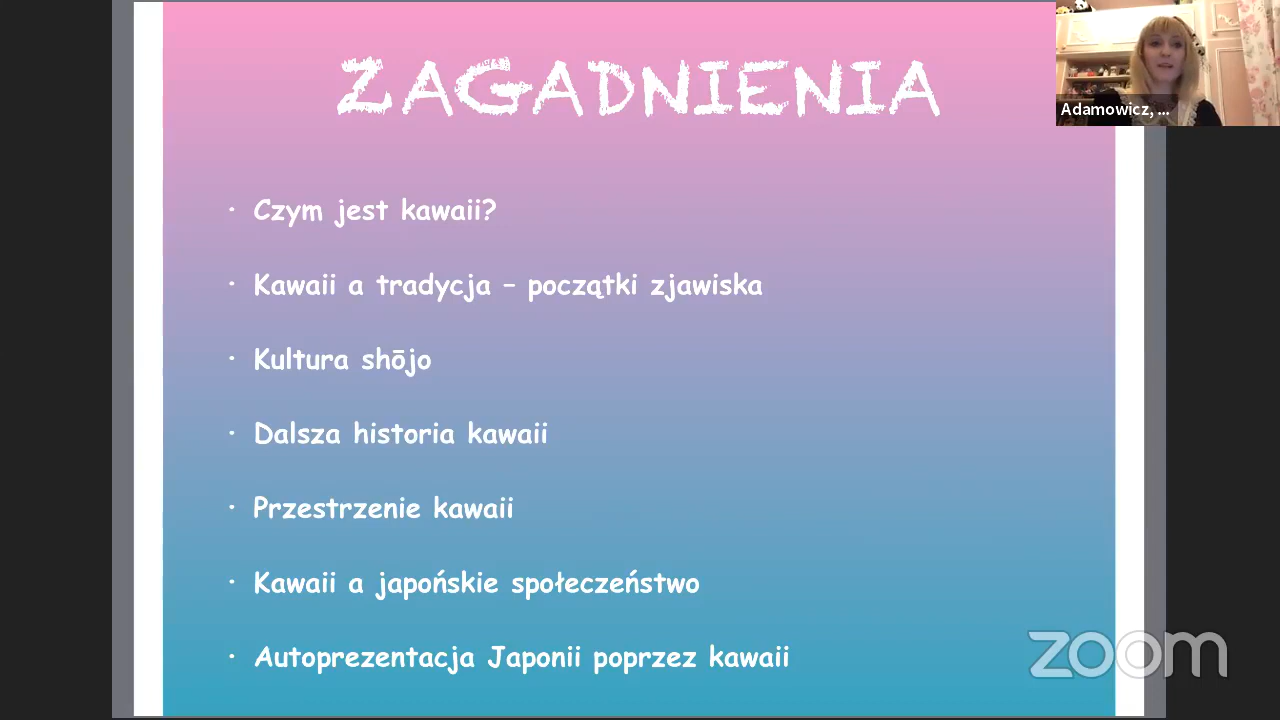 ZAGADNIENIA
Adamowicz, ...
· Czym jest kawaii?
· Kawaii a tradycja – początki zjawiska
· Kultura shōjo
· Dalsza historia kawaii
· Przestrzenie kawaii
· Kawaii a japońskie społeczeństwo
· Autoprezentacja Japonii poprzez kawaii
zoom